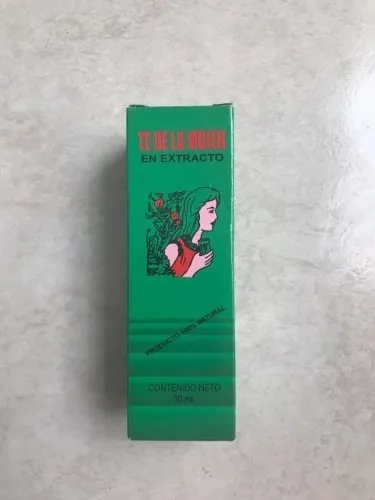 TE DE LA MUJER
EN EXTRACTO
PRODUCTO 100% NATURAL
CONTENIDO NETO
30 ml.